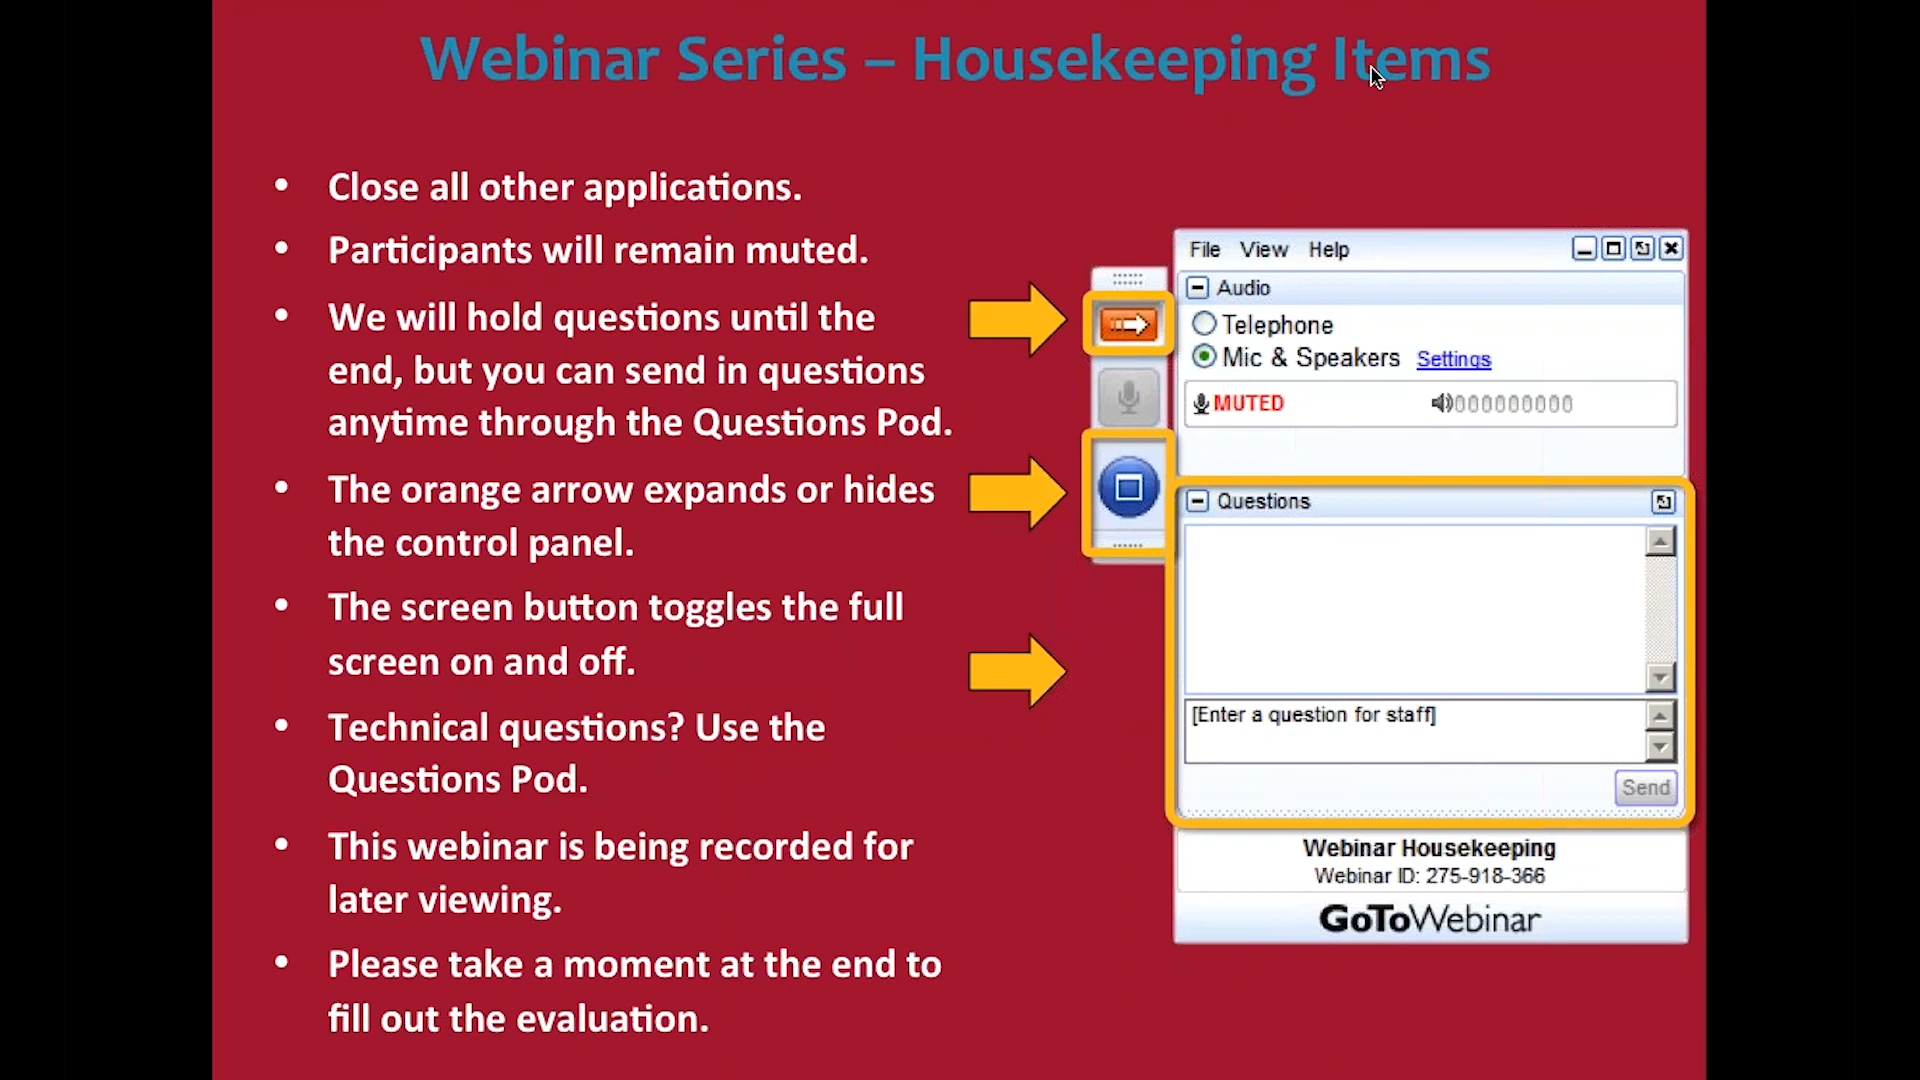 Webinar Series – Housekeeping Items
• Close all other applications.
• Participants will remain muted.
• We will hold questions until the
end, but you can send in questions
anytime through the Questions Pod.
• The orange arrow expands or hides
the control panel.
• The screen button toggles the full
screen on and off.
• Technical questions? Use the
Questions Pod.
• This webinar is being recorded for
later viewing.
• Please take a moment at the end to
fill out the evaluation.
File View Help
Audio
Telephone
Mic & Speakers Settings
MUTED
Questions
[Enter a question for staff]
Send
Webinar Housekeeping
Webinar ID: 275-918-366
GoToWebinar